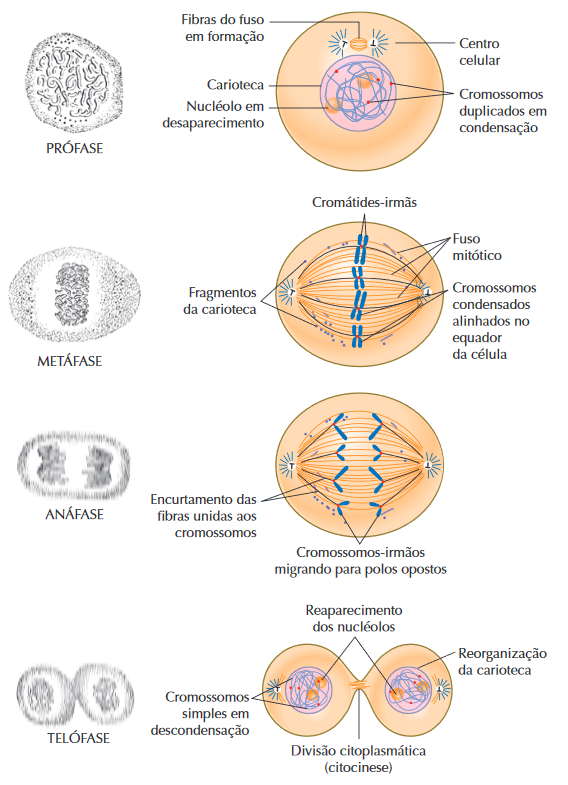 Fibras do fuso
em formação
Centro
celular
Carioteca
Nucléolo em
desaparecimento
Cromossomos
duplicados em
condensação
PRÓFASE
Cromátides-irmãs
Fuso
mitótico
Fragmentos
da carioteca
Cromossomos
condensados
alinhados no
equador
da célula
METÁFASE
Encurtamento das
fibras unidas aos
cromossomos
ANÁFASE
Cromossomos-irmãos
migrando para polos opostos
Reaparecimento
dos nucléolos
Reorganização
da carioteca
Cromossomos
simples em
descondensação
TELÓFASE
Divisão citoplasmática
(citocinese)